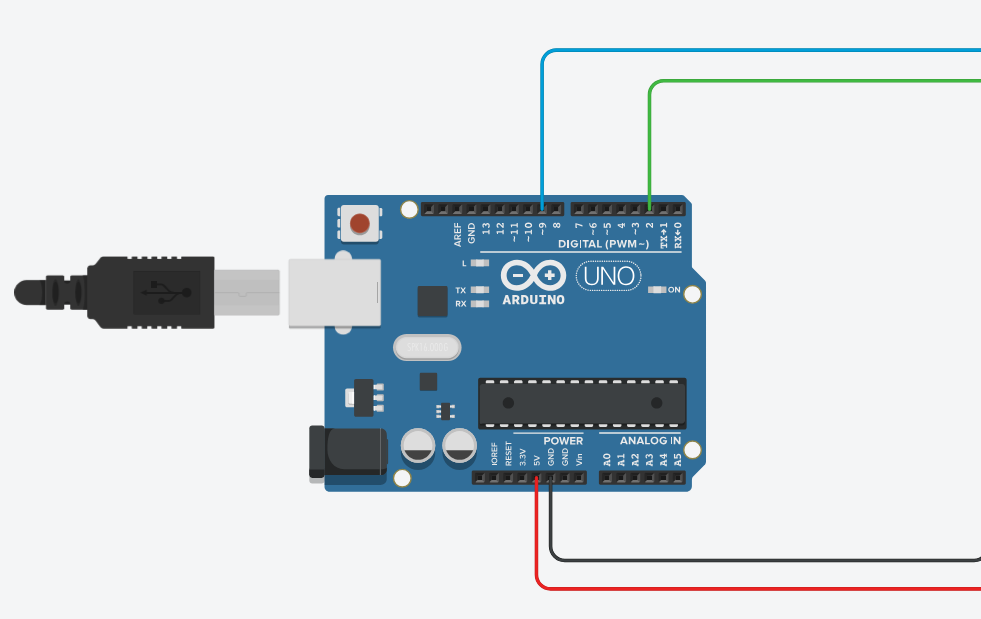 AREF
GND
13
12
~11
~10
~9
8
7
~6
~5
4
~3
2
TX→1
RX←0
DIGITAL (PWM~)
L
TX
RX
ARDUINO
UNO
ON
POWER
ANALOG IN
IOREF
RESET
3.3V
5V
GND
GND
Vin
A0
A1
A2
A3
A4
A5